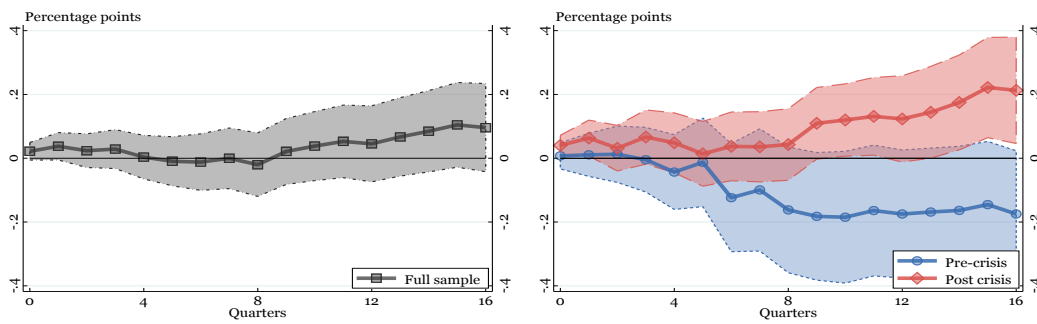 Percentage points
.4 .4
.2 .2
0 0
-.2 -.2
-.4 -.4
0 4 8 12 16
Quarters
Full sample
Percentage points
.4 .4
.2 .2
0 0
-.2 -.2
-.4 -.4
0 4 8 12 16
Quarters
Pre-crisis
Post crisis